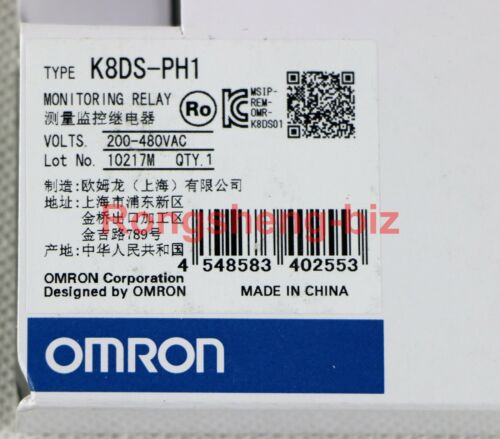 TYPE K8DS-PH1
MONITORING RELAY
测量监控继电器
Ro
MSIP-
REM-
OMR-
K8DS01
VOLTS. 200-480VAC
Lot No. 10217M QTY.1
制造:欧姆龙(上海)有限公司
地址:上海市浦东新区
金桥出口加工区
金吉路789号
产地:中华人民共和国
Rongsheng-biz
4 548583 402553
OMRON Corporation
Designed by OMRON
MADE IN CHINA
OMRON